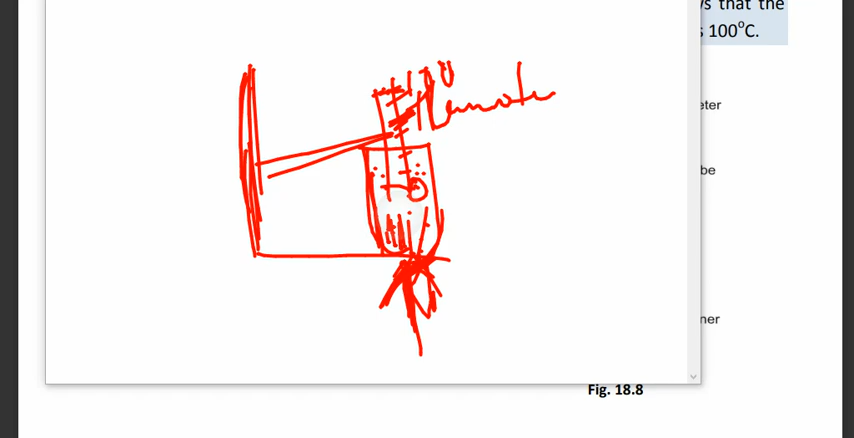 /s that the
s 100°C.
eter
be
ner
Fig. 18.8